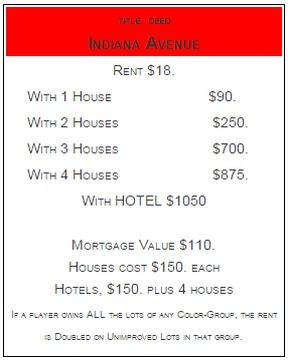 TITLE DEED
INDIANA AVENUE
RENT $18.
WITH 1 HOUSE $90.
WITH 2 HOUSES $250.
WITH 3 HOUSES $700.
WITH 4 HOUSES $875.
WITH HOTEL $1050
MORTGAGE VALUE $110.
HOUSES COST $150. EACH
HOTELS, $150. PLUS 4 HOUSES
IF A PLAYER OWNS ALL THE LOTS OF ANY COLOR-GROUP, THE RENT
IS DOUBLED ON UNIMPROVED LOTS IN THAT GROUP.